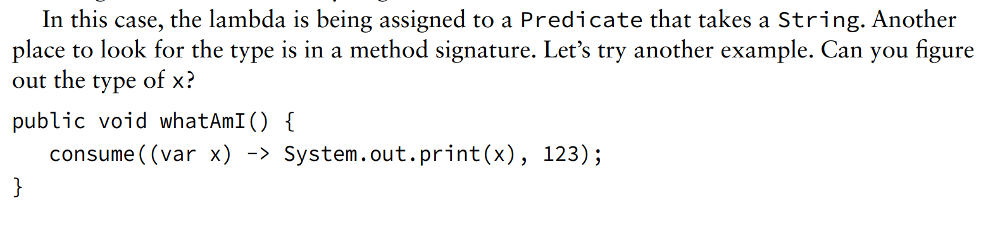 In this case, the lambda is being assigned to a Predicate that takes a String. Another
place to look for the type is in a method signature. Let’s try another example. Can you figure
out the type of x?
public void whatAmI() {
   consume((var x) -> System.out.print(x), 123);
}